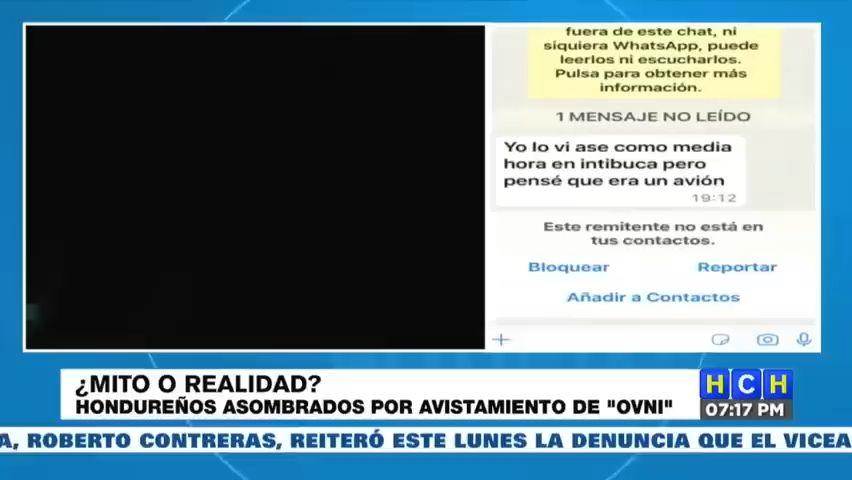 fuera de este chat, ni
siquiera WhatsApp, puede
leerlos ni escucharlos.
Pulsa para obtener más
información.
1 MENSAJE NO LEÍDO
Yo lo vi ase como media
hora en intibuca pero
pensé que era un avión
19:12
Este remitente no está en
tus contactos.
Bloquear
Reportar
Añadir a Contactos
¿MITO O REALIDAD?
HONDUREÑOS ASOMBRADOS POR AVISTAMIENTO DE "OVNI"
HCH
07:17 PM
A, ROBERTO CONTRERAS, REITERÓ ESTE LUNES LA DENUNCIA QUE EL VICEA